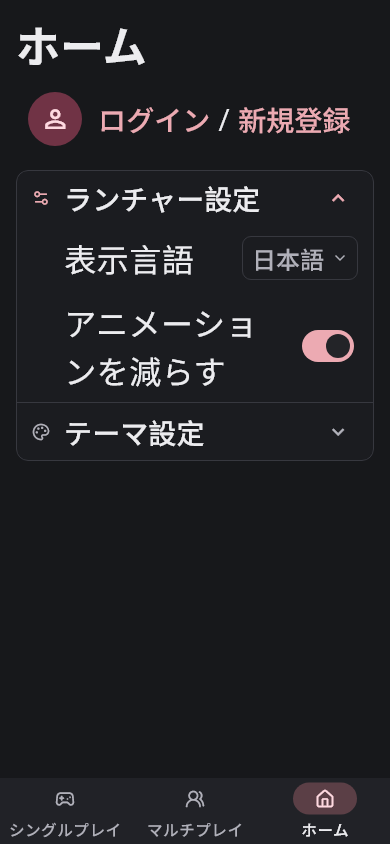 ホーム
ログイン / 新規登録
ランチャー設定
表示言語 日本語
アニメーショ
ンを減らす
テーマ設定
シングルプレイ マルチプレイ ホーム